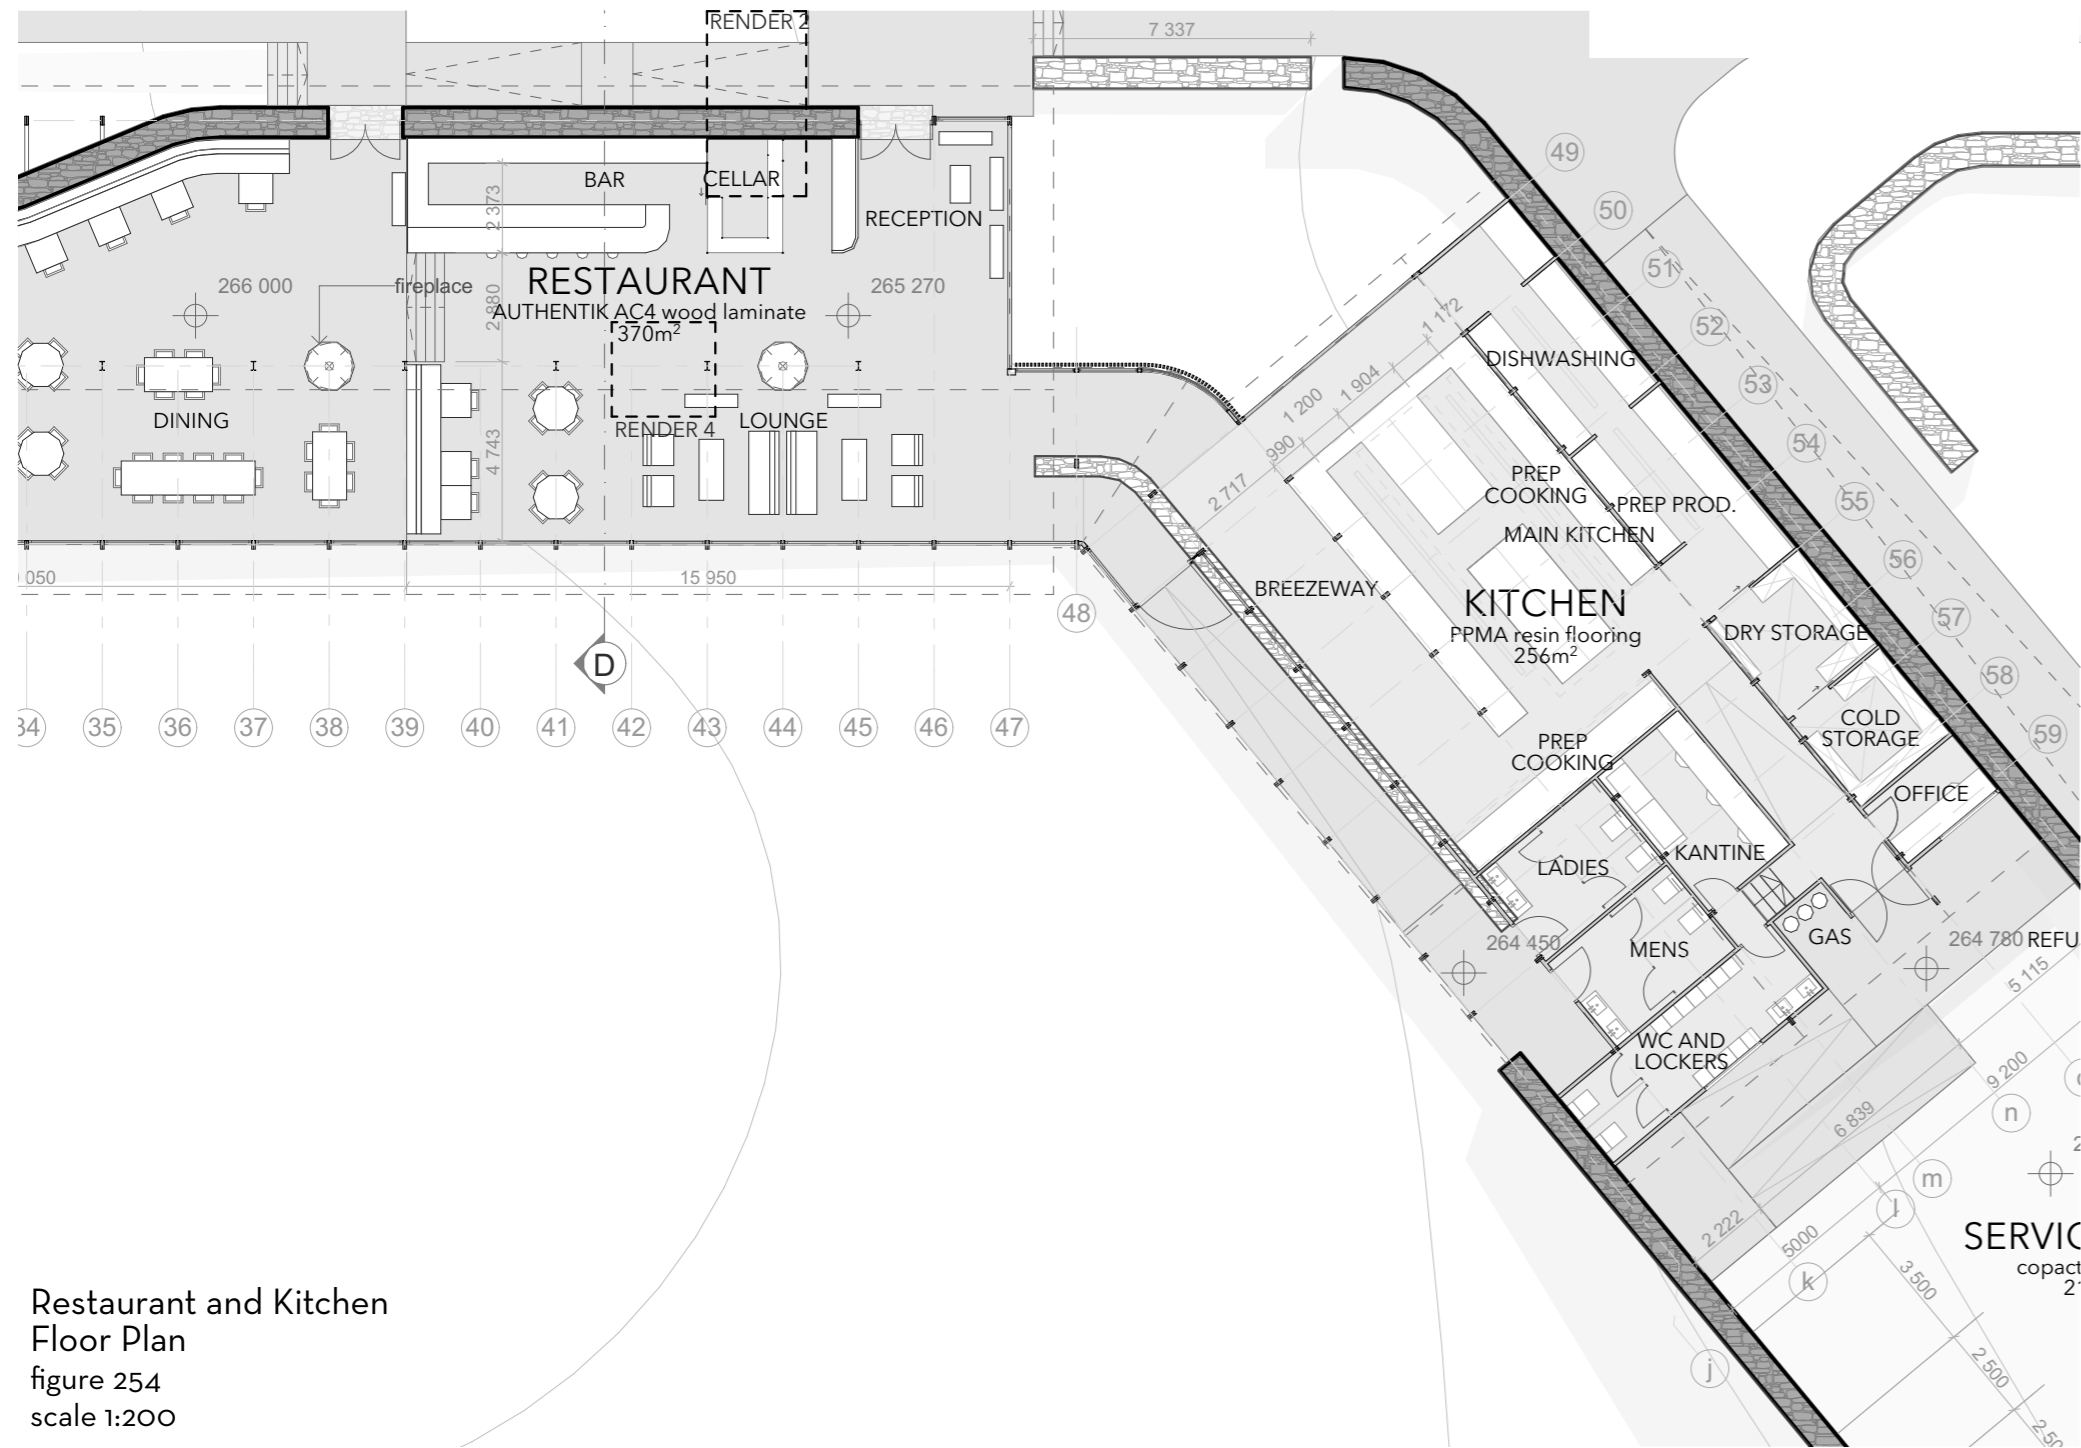 RENDER 2
7 337
49
BAR
CELLAR
2 373
RECEPTION
50
51
266 000
fireplace
RESTAURANT
265 270
2 880
AUTHENTIK AC4 wood laminate
370m²
1 172
52
DISHWASHING
53
1 904
1 200
DINING
RENDER 4
LOUNGE
4 743
990
54
2 717
PREP
COOKING
PREP PROD.
55
MAIN KITCHEN
56
050
15 950
BREEZEWAY
KITCHEN
PPMA resin flooring
256m²
48
57
DRY STORAGE
D
58
34
35
36
37
38
39
40
41
42
43
44
45
46
47
COLD
STORAGE
59
PREP
COOKING
OFFICE
LADIES
KANTINE
264 450
MENS
GAS
264 780
REFU
5 115
WC AND
LOCKERS
9 200
n
6 839
m
l
2 222
5000
k
3 500
SERVIC
copact
21
2 500
j
2 50
Restaurant and Kitchen
Floor Plan
figure 254
scale 1:200